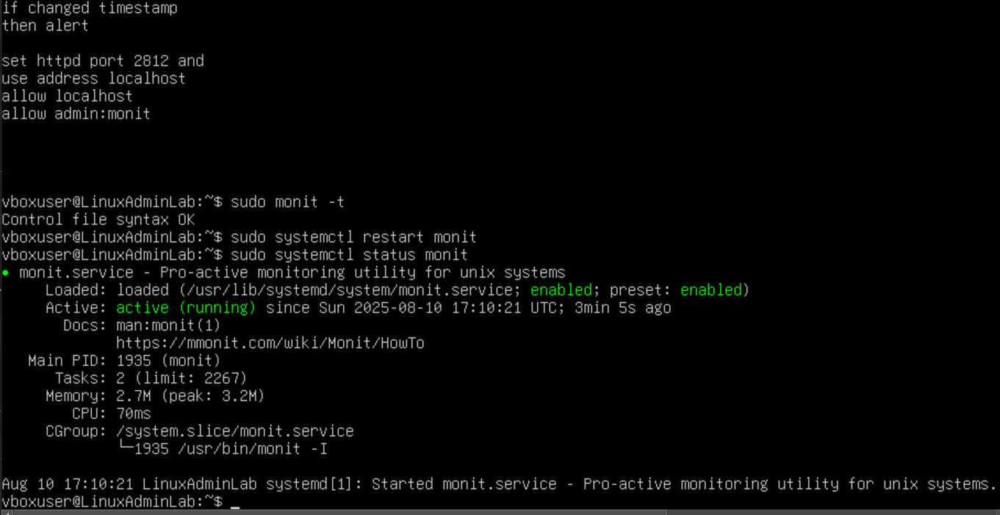 if changed timestamp
then alert
set httpd port 2812 and
use address localhost
allow localhost
allow admin:monit
vboxuser@LinuxAdminLab:~$ sudo monit -t
Control file syntax OK
vboxuser@LinuxAdminLab:~$ sudo systemctl restart monit
vboxuser@LinuxAdminLab:~$ sudo systemctl status monit
● monit.service - Pro-active monitoring utility for unix systems
Loaded: loaded (/usr/lib/systemd/system/monit.service; enabled; preset: enabled)
Active: active (running) since Sun 2025-08-10 17:10:21 UTC; 3min 5s ago
Docs: man:monit(1)
https://mmonit.com/wiki/Monit/HowTo
Main PID: 1935 (monit)
Tasks: 2 (limit: 2267)
Memory: 2.7M (peak: 3.2M)
CPU: 70ms
CGroup: /system.slice/monit.service
└─1935 /usr/bin/monit -I
Aug 10 17:10:21 LinuxAdminLab systemd[1]: Started monit.service - Pro-active monitoring utility for unix systems.
vboxuser@LinuxAdminLab:~$ _